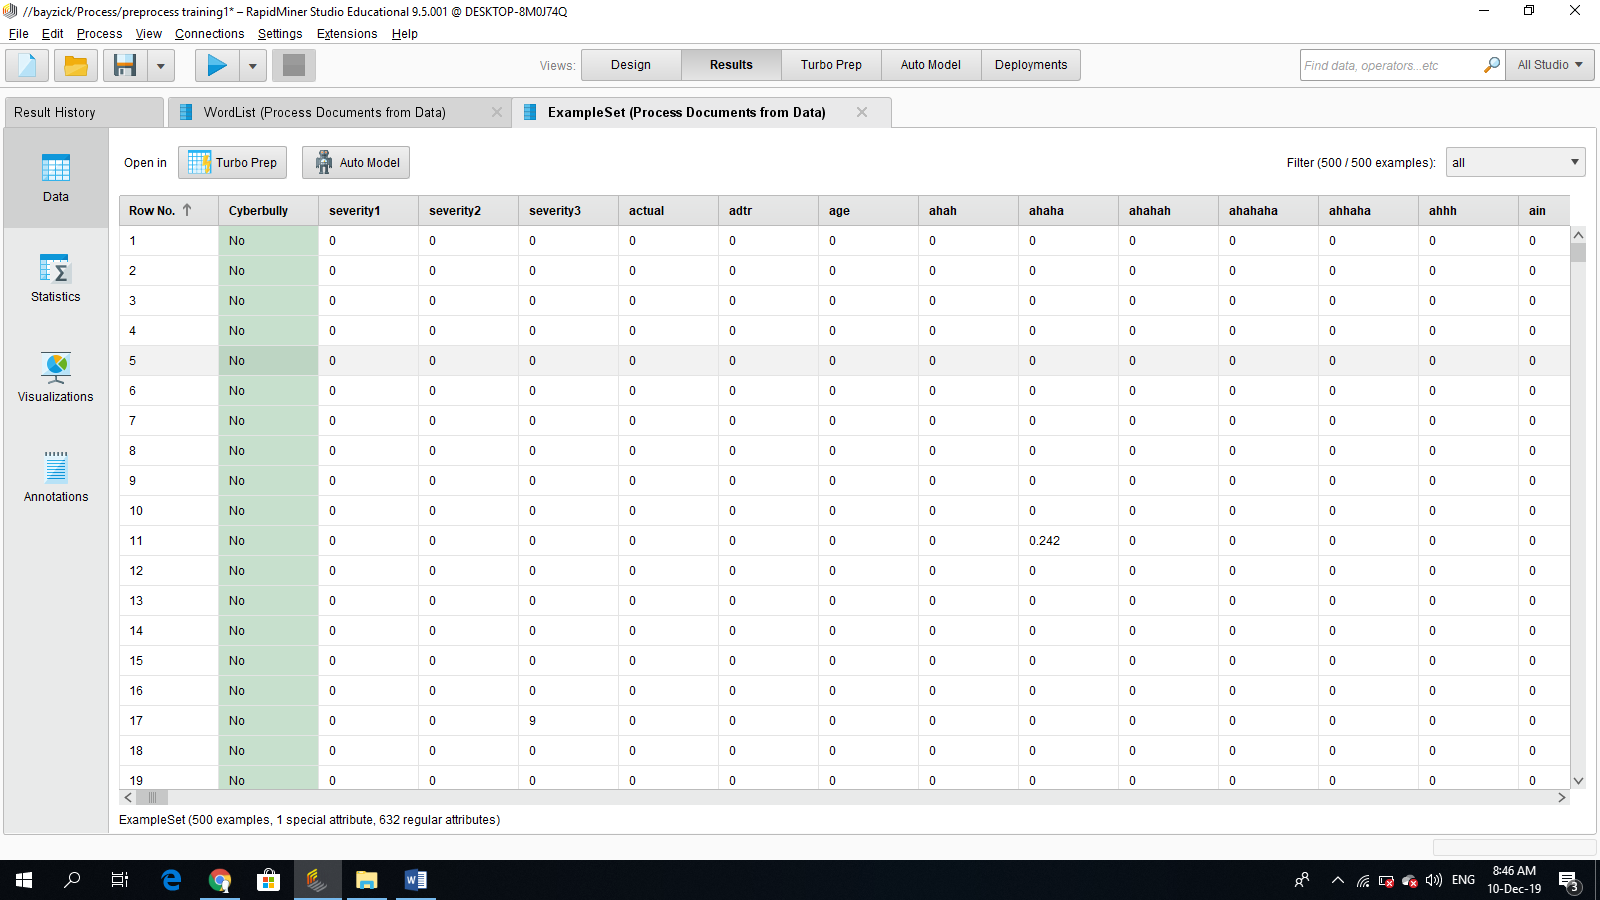 //bayzick/Process/preprocess training1* – RapidMiner Studio Educational 9.5.001 @ DESKTOP-8M0J74Q
File Edit Process View Connections Settings Extensions Help
Views: Design Results Turbo Prep Auto Model Deployments Find data, operators...etc All Studio
Result History WordList (Process Documents from Data) ExampleSet (Process Documents from Data)
Open in Turbo Prep Auto Model Filter (500 / 500 examples): all
Data
Statistics
Visualizations
Annotations
Row No. Cyberbully severity1 severity2 severity3 actual adtr age ahah ahaha ahahah ahahaha ahhaha ahhh ain
1 No 0 0 0 0 0 0 0 0 0 0 0 0 0
2 No 0 0 0 0 0 0 0 0 0 0 0 0 0
3 No 0 0 0 0 0 0 0 0 0 0 0 0 0
4 No 0 0 0 0 0 0 0 0 0 0 0 0 0
5 No 0 0 0 0 0 0 0 0 0 0 0 0 0
6 No 0 0 0 0 0 0 0 0 0 0 0 0 0
7 No 0 0 0 0 0 0 0 0 0 0 0 0 0
8 No 0 0 0 0 0 0 0 0 0 0 0 0 0
9 No 0 0 0 0 0 0 0 0 0 0 0 0 0
10 No 0 0 0 0 0 0 0 0 0 0 0 0 0
11 No 0 0 0 0 0 0 0 0.242 0 0 0 0 0
12 No 0 0 0 0 0 0 0 0 0 0 0 0 0
13 No 0 0 0 0 0 0 0 0 0 0 0 0 0
14 No 0 0 0 0 0 0 0 0 0 0 0 0 0
15 No 0 0 0 0 0 0 0 0 0 0 0 0 0
16 No 0 0 0 0 0 0 0 0 0 0 0 0 0
17 No 0 0 9 0 0 0 0 0 0 0 0 0 0
18 No 0 0 0 0 0 0 0 0 0 0 0 0 0
19 No 0 0 0 0 0 0 0 0 0 0 0 0 0
ExampleSet (500 examples, 1 special attribute, 632 regular attributes)
ENG 8:46 AM
10-Dec-19 3